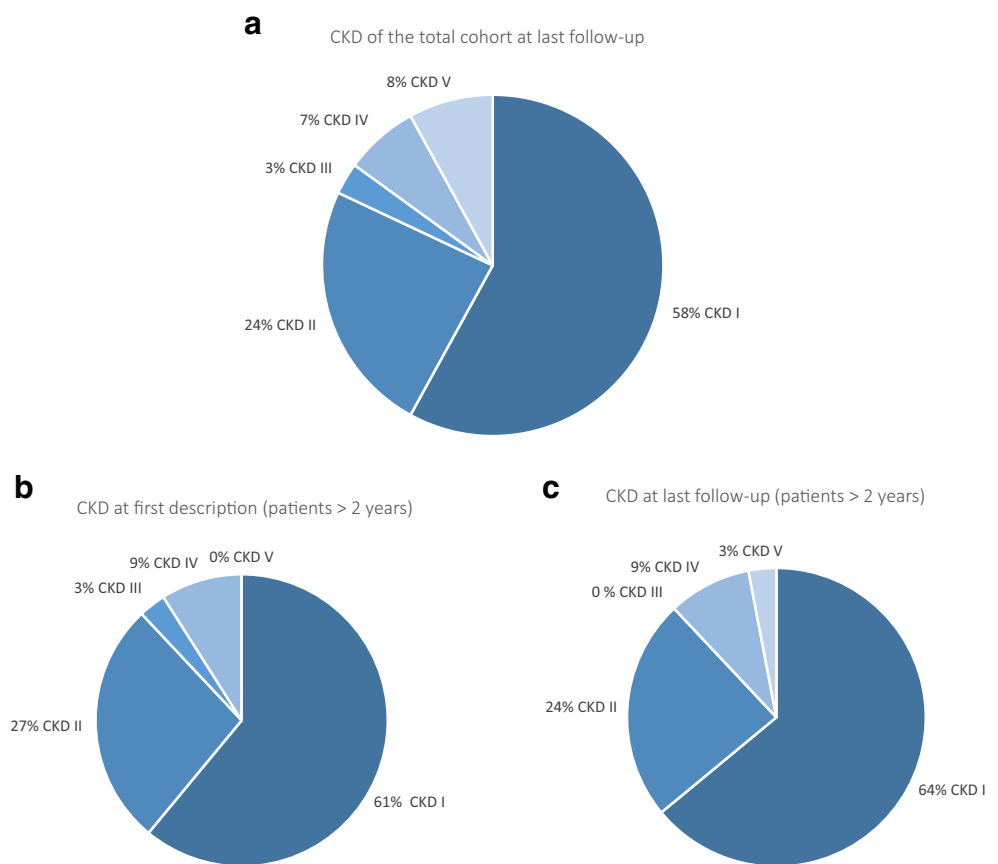 a
CKD of the total cohort at last follow-up
8% CKD V
7% CKD IV
3% CKD III
24% CKD II
58% CKD I
b
CKD at first description (patients > 2 years)
0% CKD V
9% CKD IV
3% CKD III
27% CKD II
61% CKD I
c
CKD at last follow-up (patients > 2 years)
3% CKD V
9% CKD IV
0 % CKD III
24% CKD II
64% CKD I